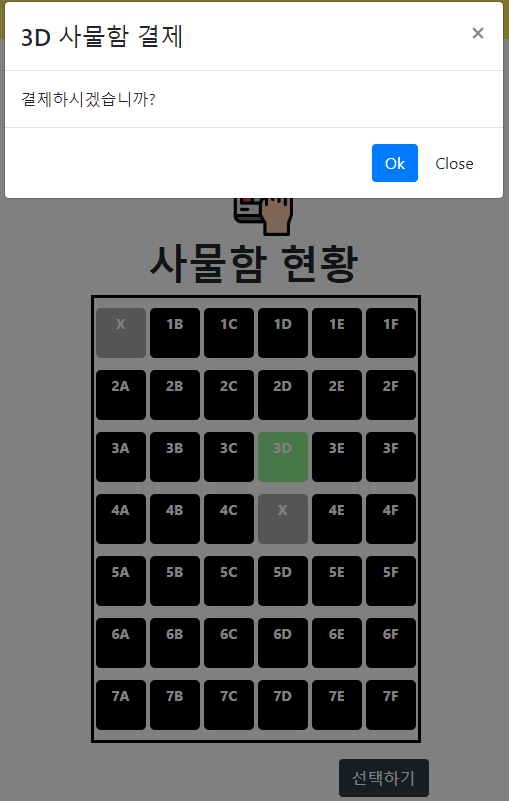 3D 사물함 결제
×
결제하시겠습니까?
Ok Close
사물함 현황
X 1B 1C 1D 1E 1F
2A 2B 2C 2D 2E 2F
3A 3B 3C 3D 3E 3F
4A 4B 4C X 4E 4F
5A 5B 5C 5D 5E 5F
6A 6B 6C 6D 6E 6F
7A 7B 7C 7D 7E 7F
선택하기